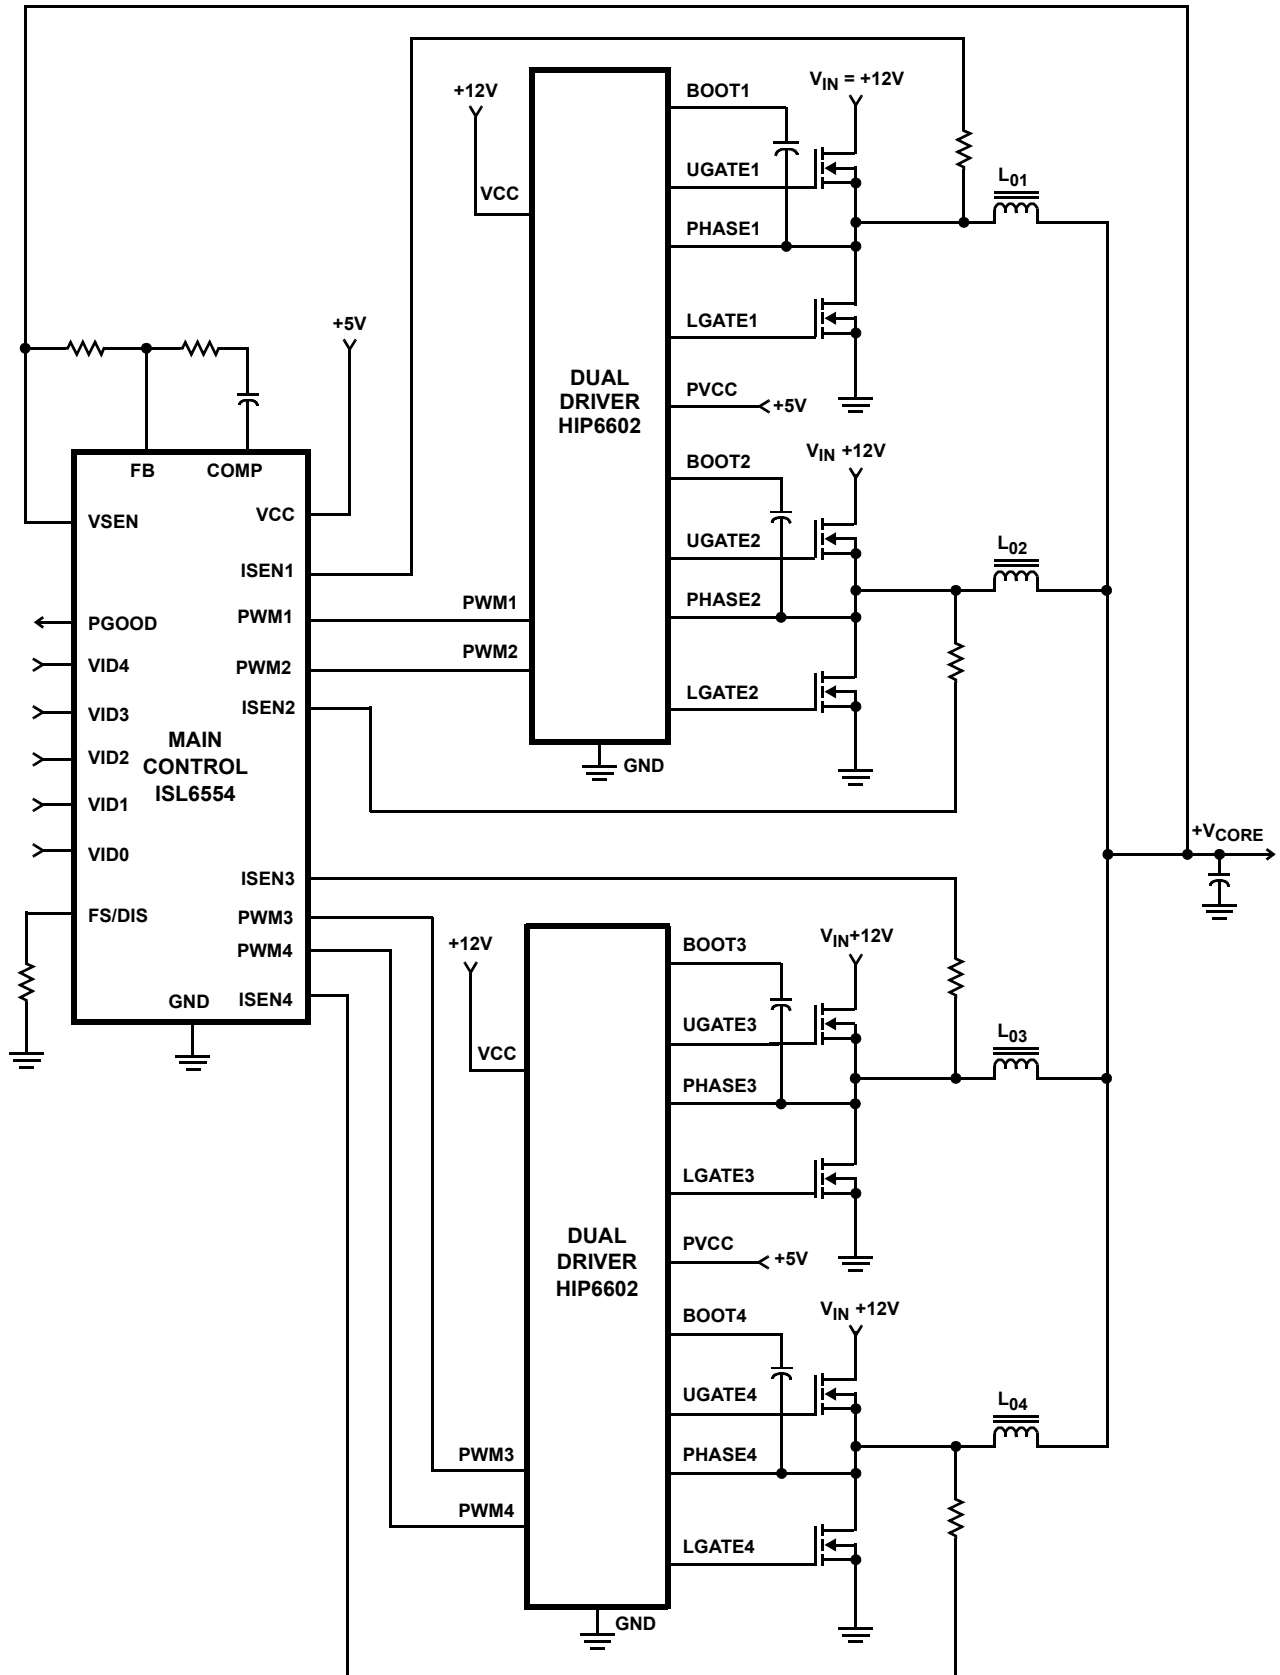 +12V
VCC
BOOT1
UGATE1
PHASE1
LGATE1
PVCC
+5V
BOOT2
UGATE2
PHASE2
LGATE2
DUAL
DRIVER
HIP6602
PWM1
PWM2
GND
VIN = +12V
VIN +12V
L01
L02
+5V
FB
COMP
VSEN
VCC
ISEN1
PGOOD
PWM1
VID4
PWM2
VID3
ISEN2
MAIN
CONTROL
ISL6554
VID2
VID1
VID0
ISEN3
FS/DIS
PWM3
PWM4
GND
ISEN4
+VCORE
+12V
VCC
BOOT3
UGATE3
PHASE3
LGATE3
PVCC
+5V
BOOT4
UGATE4
PHASE4
LGATE4
DUAL
DRIVER
HIP6602
PWM3
PWM4
GND
VIN+12V
VIN +12V
L03
L04